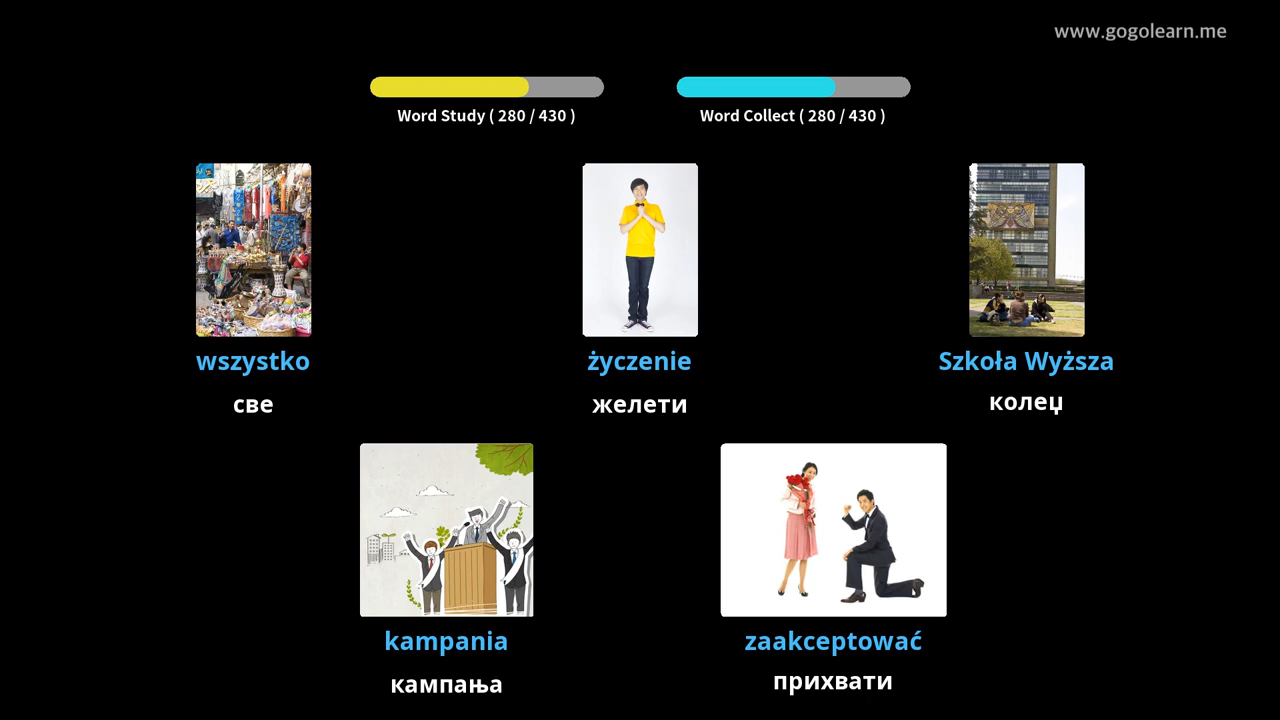 www.gogolearn.me
Word Study ( 280 / 430 )
Word Collect ( 280 / 430 )
wszystko
све
życzenie
желети
Szkoła Wyższa
колеџ
kampania
кампања
zaakceptować
прихвати